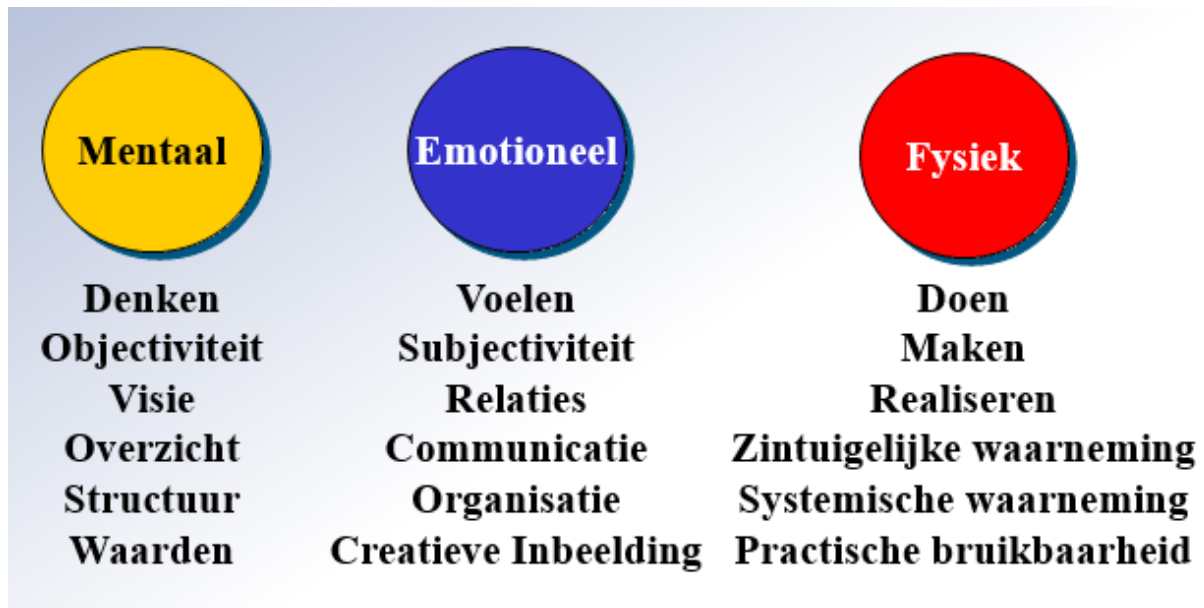 Mentaal
Denken
Objectiviteit
Visie
Overzicht
Structuur
Waarden
Emotioneel
Voelen
Subjectiviteit
Relaties
Communicatie
Organisatie
Creatieve Inbeelding
Fysiek
Doen
Maken
Realiseren
Zintuigelijke waarneming
Systemische waarneming
Practische bruikbaarheid